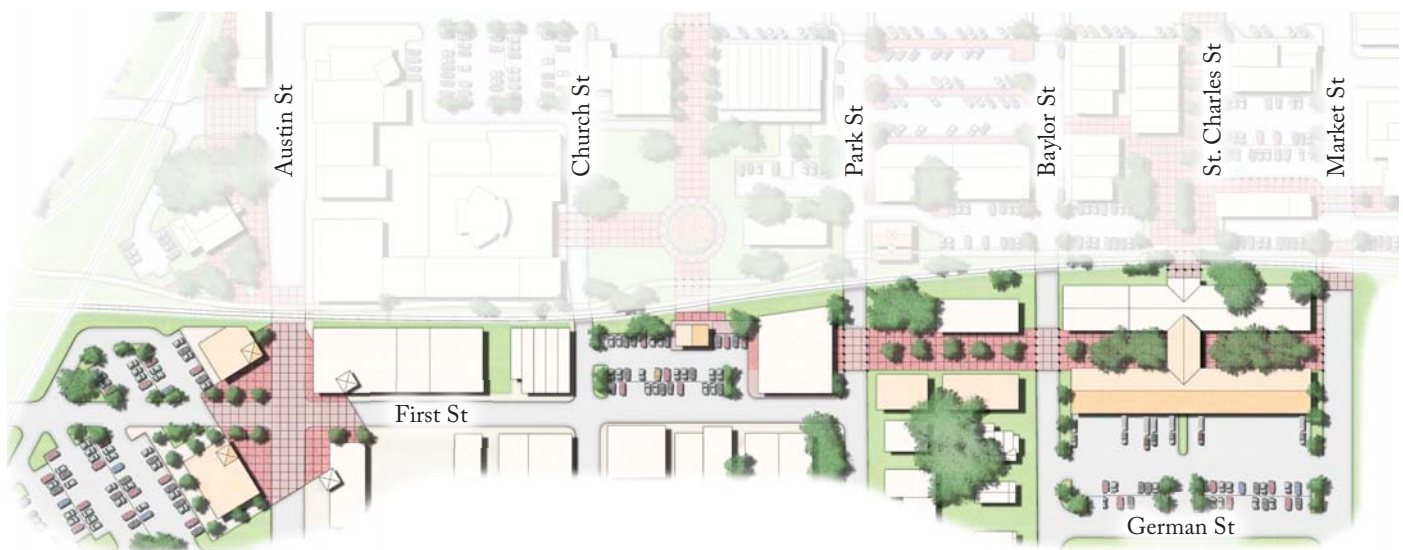 Austin St
Church St
Park St
Baylor St
St. Charles St
Market St
First St
German St